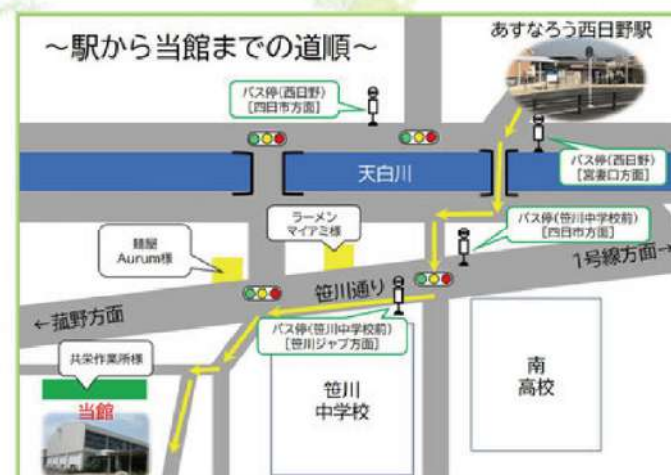 ～駅から当館までの道順～
あすなろう西日野駅
バス停(西日野)
[四日市方面]
バス停(西日野)
[宮妻口方面]
天白川
ラーメン
マイアミ様
バス停(笹川中学校前)
[四日市方面]
麺屋
Aurum様
1号線方面→
笹川通り
←菰野方面
バス停(笹川中学校前)
[笹川ジャブ方面]
共栄作業所様
当館
笹川
中学校
南
高校